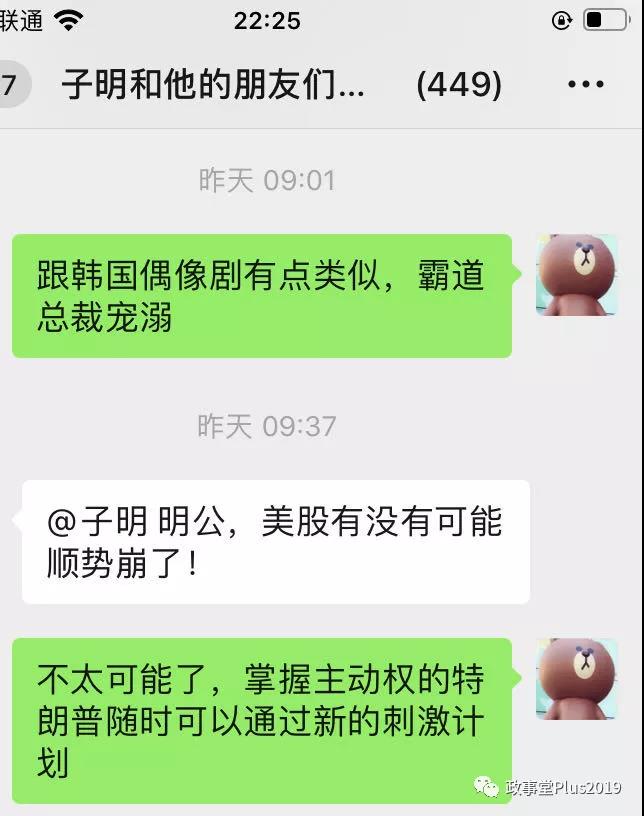 联通 22:25
7 子明和他的朋友们... (449)
昨天 09:01
跟韩国偶像剧有点类似，霸道
总裁宠溺
昨天 09:37
@子明 明公，美股有没有可能
顺势崩了！
不太可能了，掌握主动权的特
朗普随时可以通过新的刺激计
划
政事堂Plus2019